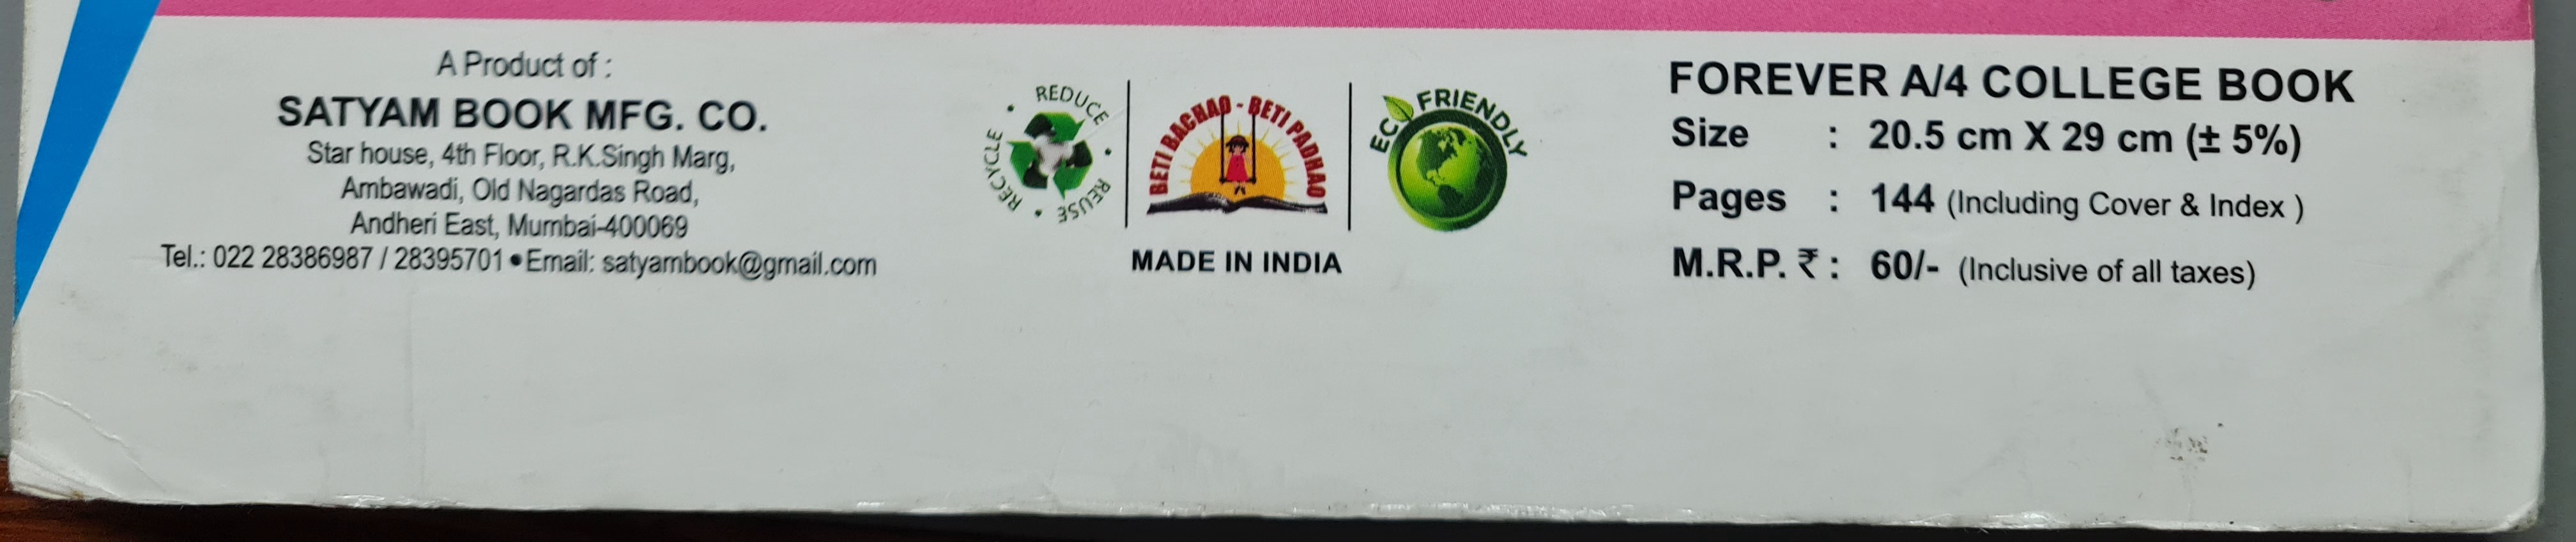 A Product of :
SATYAM BOOK MFG. CO.
Star house, 4th Floor, R.K.Singh Marg,
Ambawadi, Old Nagardas Road,
Andheri East, Mumbai-400069
Tel.: 022 28386987 / 28395701 • Email: satyambook@gmail.com
REDUCE • REUSE • RECYCLE •
BETI BACHAO - BETI PADHAO
ECO FRIENDLY
MADE IN INDIA
FOREVER A/4 COLLEGE BOOK
Size : 20.5 cm X 29 cm (± 5%)
Pages : 144 (Including Cover & Index )
M.R.P. ₹ : 60/- (Inclusive of all taxes)